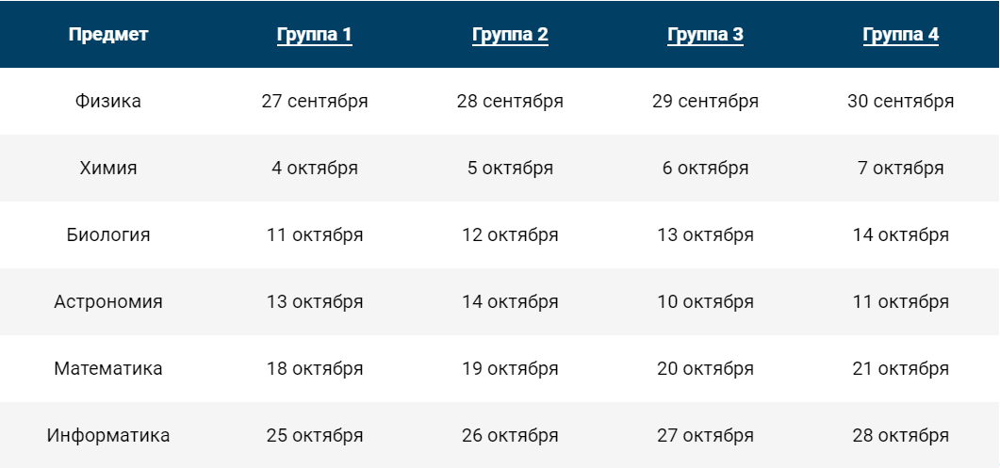 Предмет Группа 1 Группа 2 Группа 3 Группа 4
Физика 27 сентября 28 сентября 29 сентября 30 сентября
Химия 4 октября 5 октября 6 октября 7 октября
Биология 11 октября 12 октября 13 октября 14 октября
Астрономия 13 октября 14 октября 10 октября 11 октября
Математика 18 октября 19 октября 20 октября 21 октября
Информатика 25 октября 26 октября 27 октября 28 октября